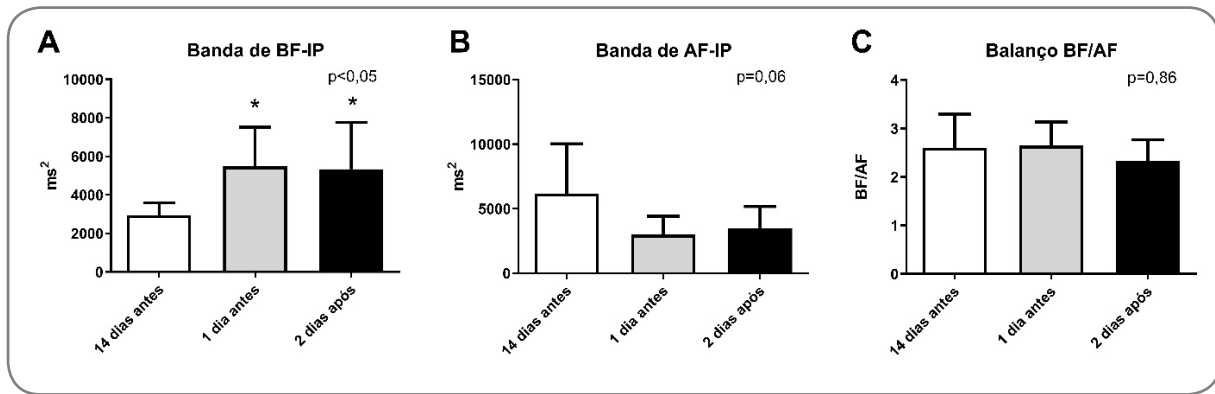 A
Banda de BF-IP
p<0,05
10000
8000
6000
4000
2000
0
ms²
* *
14 dias antes
1 dia antes
2 dias após
B
Banda de AF-IP
p=0,06
15000
10000
5000
0
ms²
14 dias antes
1 dia antes
2 dias após
C
Balanço BF/AF
p=0,86
4
3
2
1
0
BF/AF
14 dias antes
1 dia antes
2 dias após